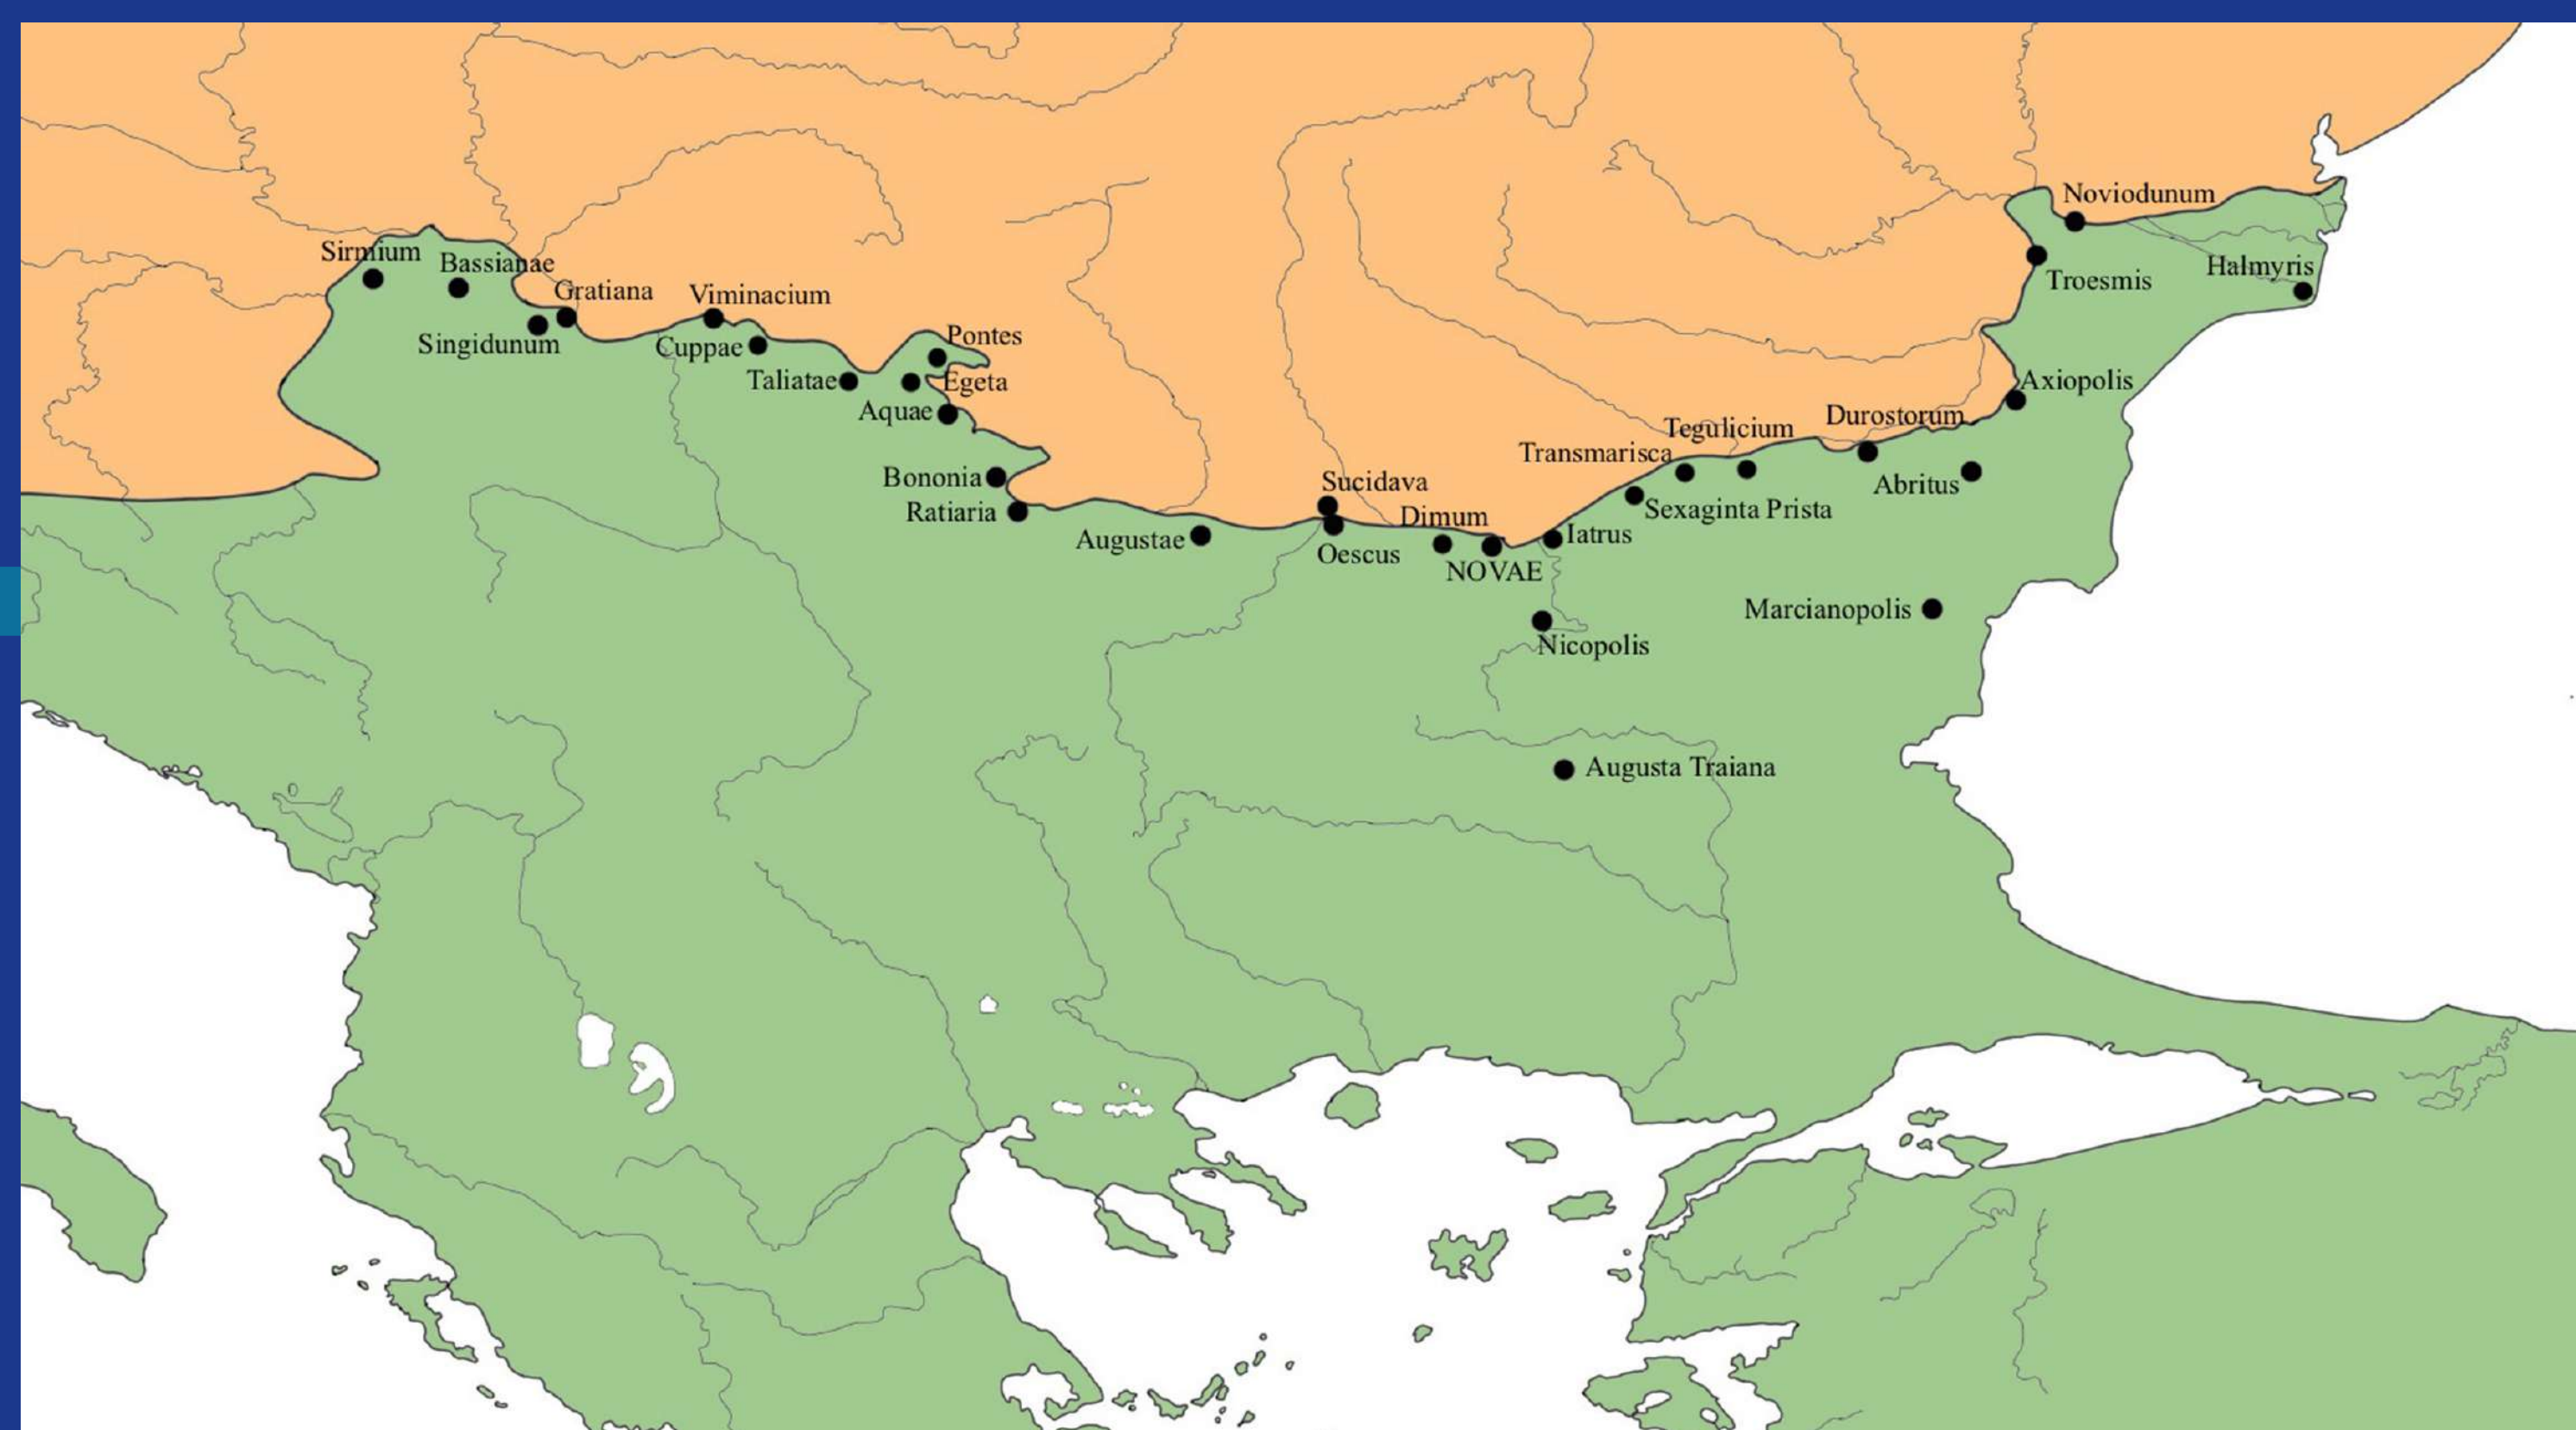 Noviodunum
Sirmium
Bassianae
Halmyris
Troesmis
Gratiana
Viminacium
Pontes
Singidunum
Cuppae
Taliatae
Egeta
Axiopolis
Aquae
Durostorum
Tegulicium
Transmarisca
Bononia
Sucidava
Abritus
Ratiaria
Sexaginta Prista
Dimum
Iatrus
Augustae
Oescus
NOVAE
Marcianopolis
Nicopolis
Augusta Traiana